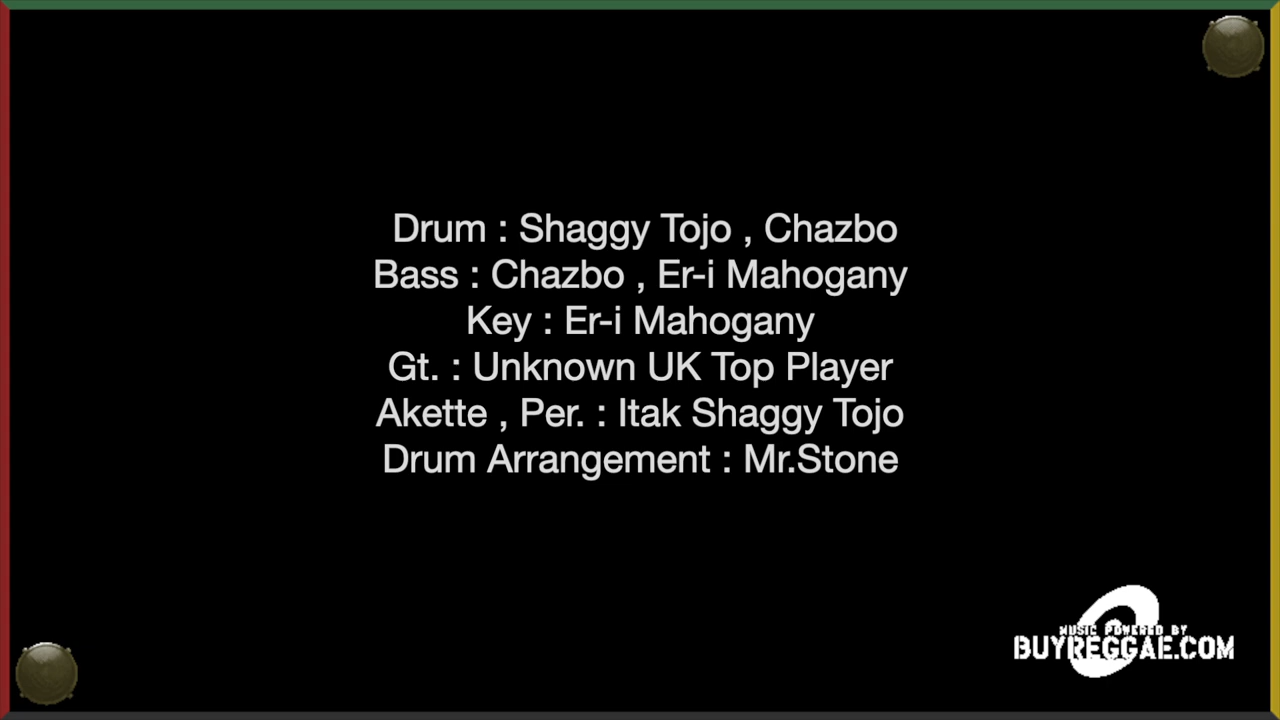 Drum : Shaggy Tojo , Chazbo
Bass : Chazbo , Er-i Mahogany
Key : Er-i Mahogany
Gt. : Unknown UK Top Player
Akette , Per. : Itak Shaggy Tojo
Drum Arrangement : Mr.Stone
MUSIC POWERED BY
BUYREGGAE.COM